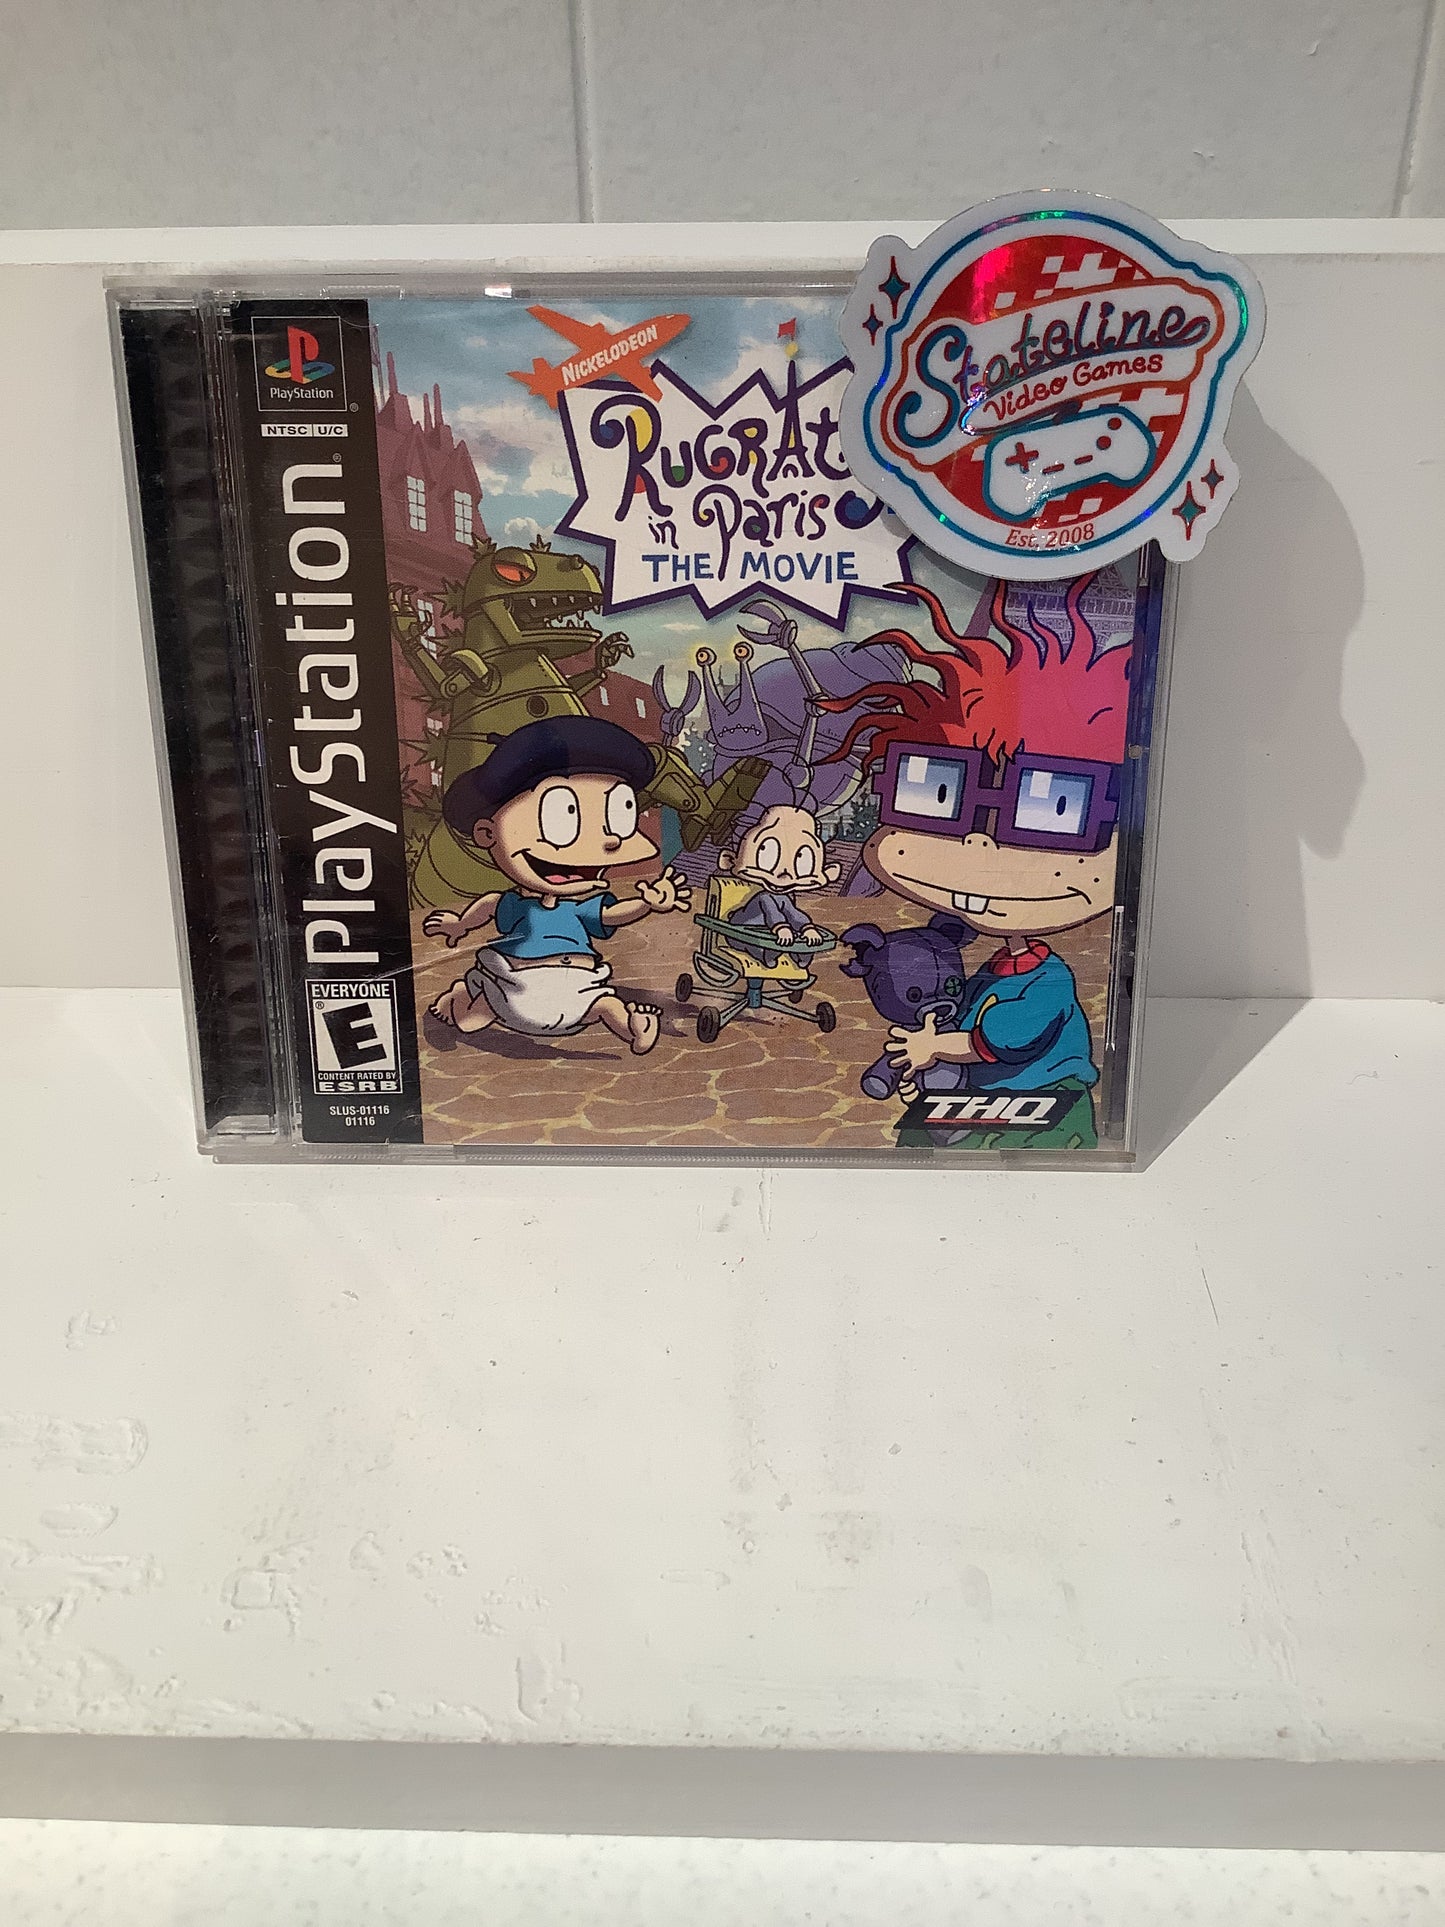 PlayStation
®
NTSC U/C
PlayStation®
EVERYONE
E
®
CONTENT RATED BY
ESRB
SLUS-01116
01116
NICKELODEON
RUGRAT
in Paris
THE MOVIE
THQ
Stateline
Video Games
Est. 2008